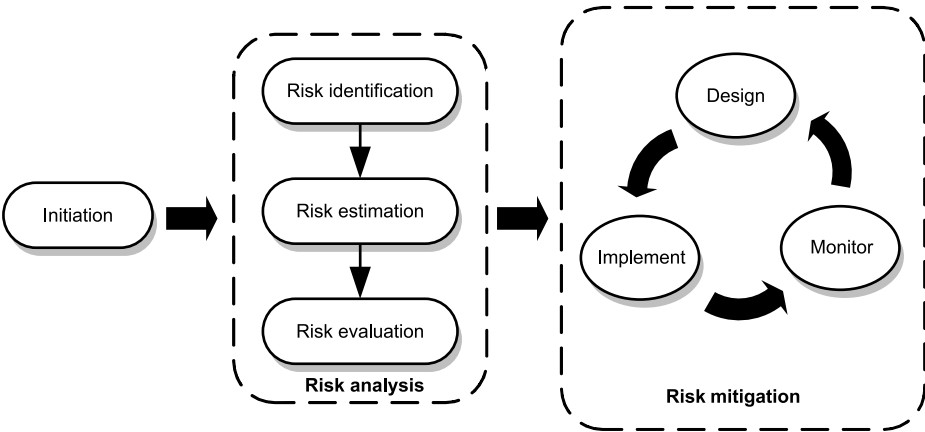 Initiation
Risk identification
Risk estimation
Risk evaluation
Risk analysis
Design
Implement
Monitor
Risk mitigation